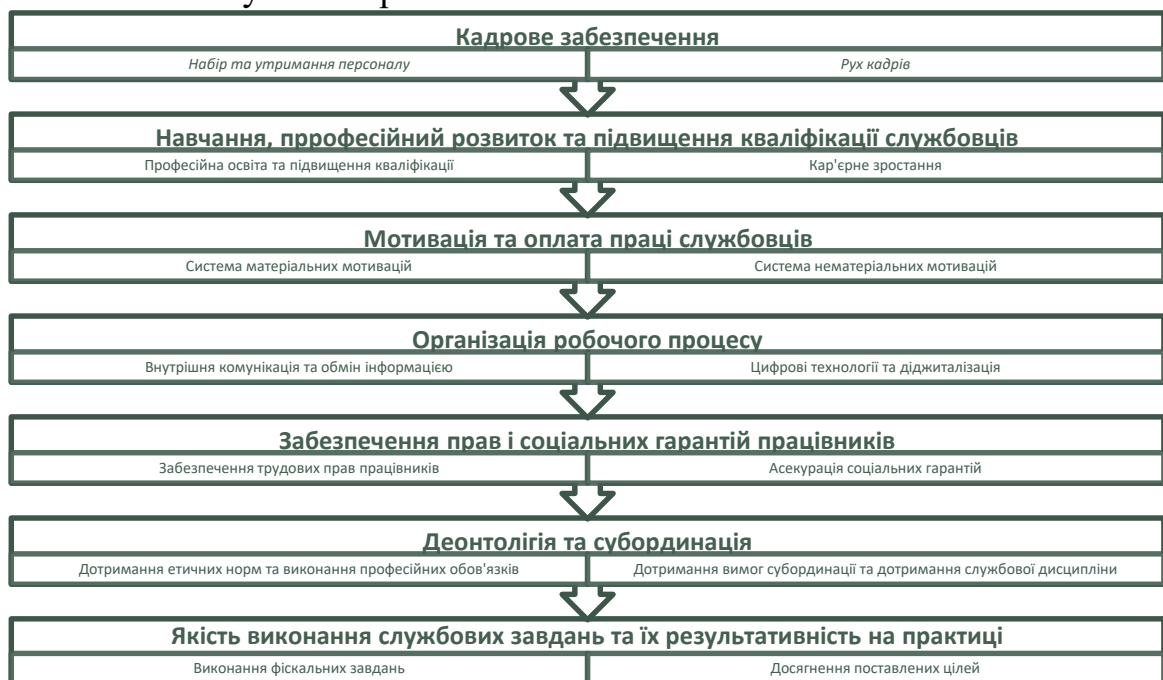 Кадрове забезпечення
Набір та утримання персоналу
Рух кадрів
Навчання, пррофесійний розвиток та підвищення кваліфікації службовців
Професійна освіта та підвищення кваліфікації
Кар'єрне зростання
Мотивація та оплата праці службовців
Система матеріальних мотивацій
Система нематеріальних мотивацій
Організація робочого процесу
Внутрішня комунікація та обмін інформацією
Цифрові технології та діджиталізація
Забезпечення прав і соціальних гарантій працівників
Забезпечення трудових прав працівників
Асекурація соціальних гарантій
Деонтолігія та субординація
Дотримання етичних норм та виконання професійних обов'язків
Дотримання вимог субординації та дотримання службової дисципліни
Якість виконання службових завдань та їх результативність на практиці
Виконання фіскальних завдань
Досягнення поставлених цілей